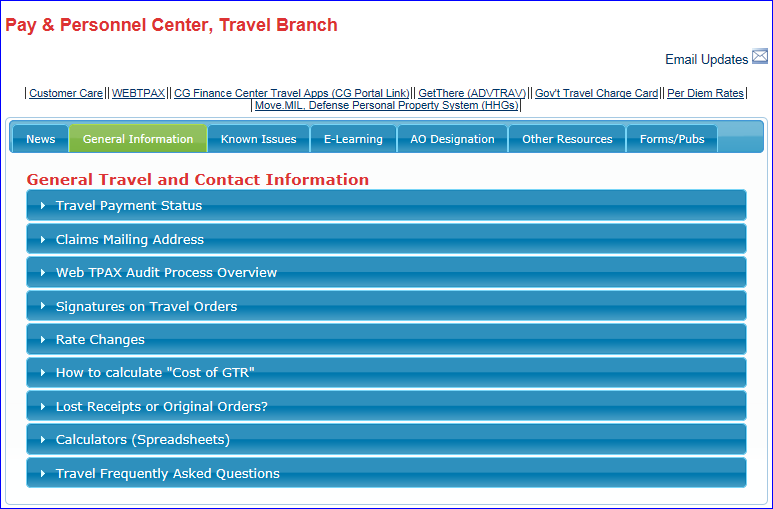 Pay & Personnel Center, Travel Branch
Email Updates
| Customer Care | | WEBTPAX | | CG Finance Center Travel Apps (CG Portal Link) | | GetThere (AD\/TRAV) | | Gov't Travel Charge Card | | Per Diem Rates |
| Move.MIL, Defense Personal Property System (HHGs) |
News General Information Known Issues E-Learning AO Designation Other Resources Forms/Pubs
General Travel and Contact Information
Travel Payment Status
Claims Mailing Address
Web TPAX Audit Process Overview
Signatures on Travel Orders
Rate Changes
How to calculate "Cost of GTR"
Lost Receipts or Original Orders?
Calculators (Spreadsheets)
Travel Frequently Asked Questions